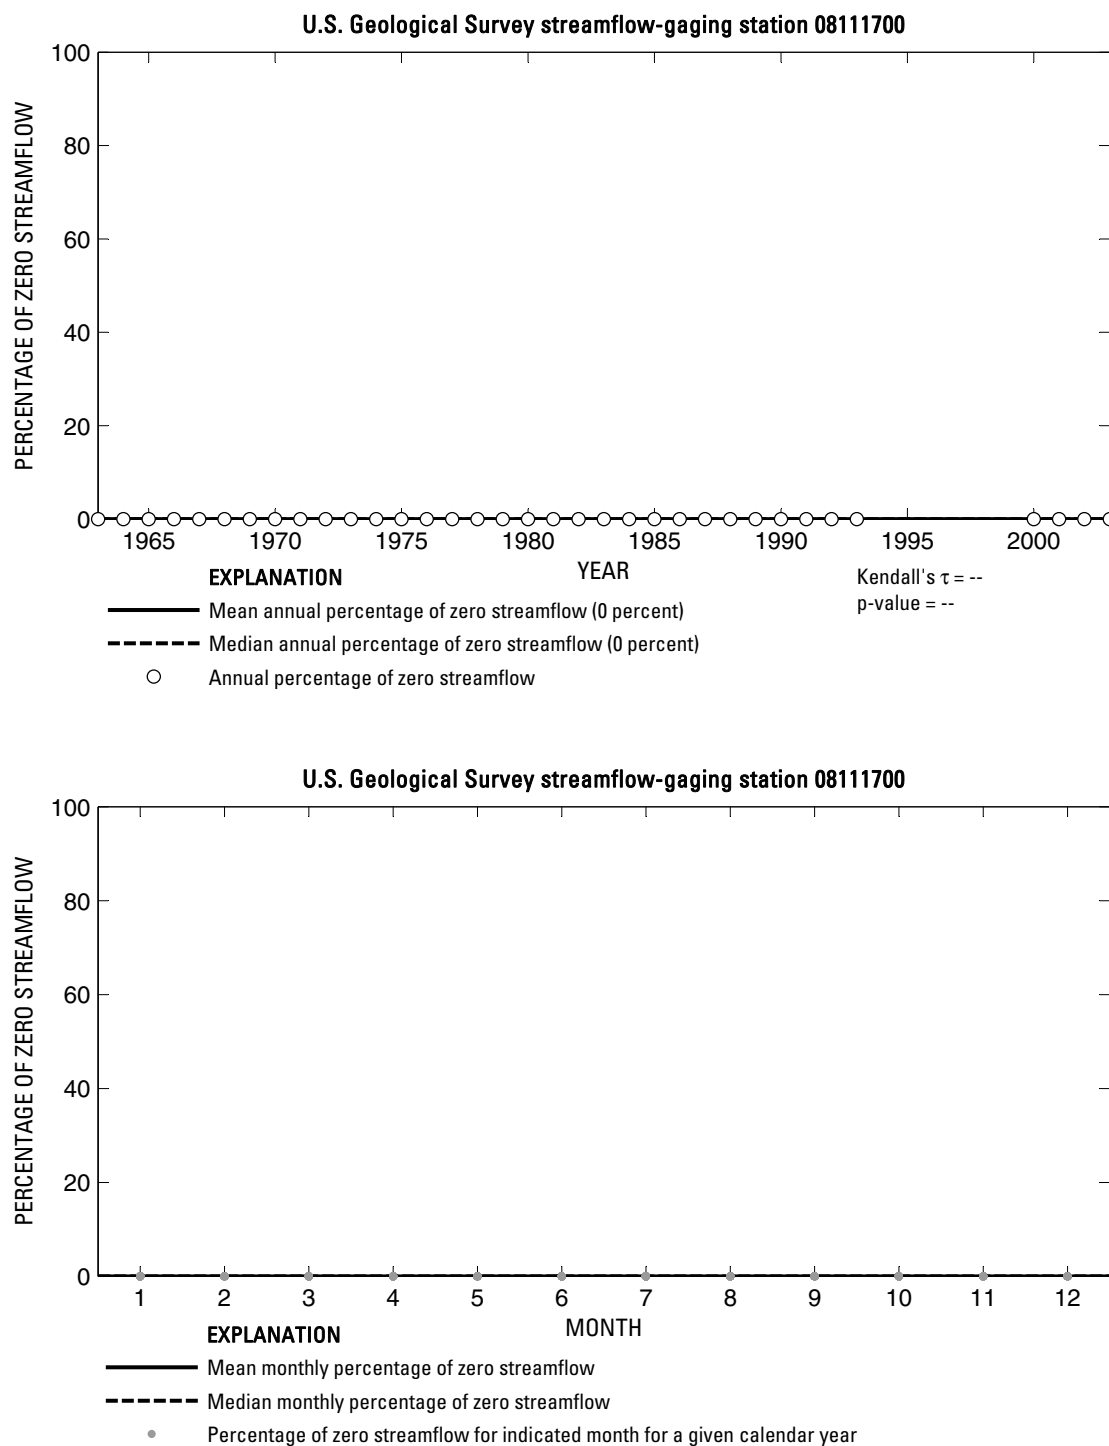 U.S. Geological Survey streamflow-gaging station 08111700
100
80
60
40
20
0
PERCENTAGE OF ZERO STREAMFLOW
1965 1970 1975 1980 1985 1990 1995 2000
YEAR
EXPLANATION
Mean annual percentage of zero streamflow (0 percent)
Median annual percentage of zero streamflow (0 percent)
Annual percentage of zero streamflow
Kendall's τ = --
p-value = --
U.S. Geological Survey streamflow-gaging station 08111700
100
80
60
40
20
0
PERCENTAGE OF ZERO STREAMFLOW
1 2 3 4 5 6 7 8 9 10 11 12
MONTH
EXPLANATION
Mean monthly percentage of zero streamflow
Median monthly percentage of zero streamflow
Percentage of zero streamflow for indicated month for a given calendar year